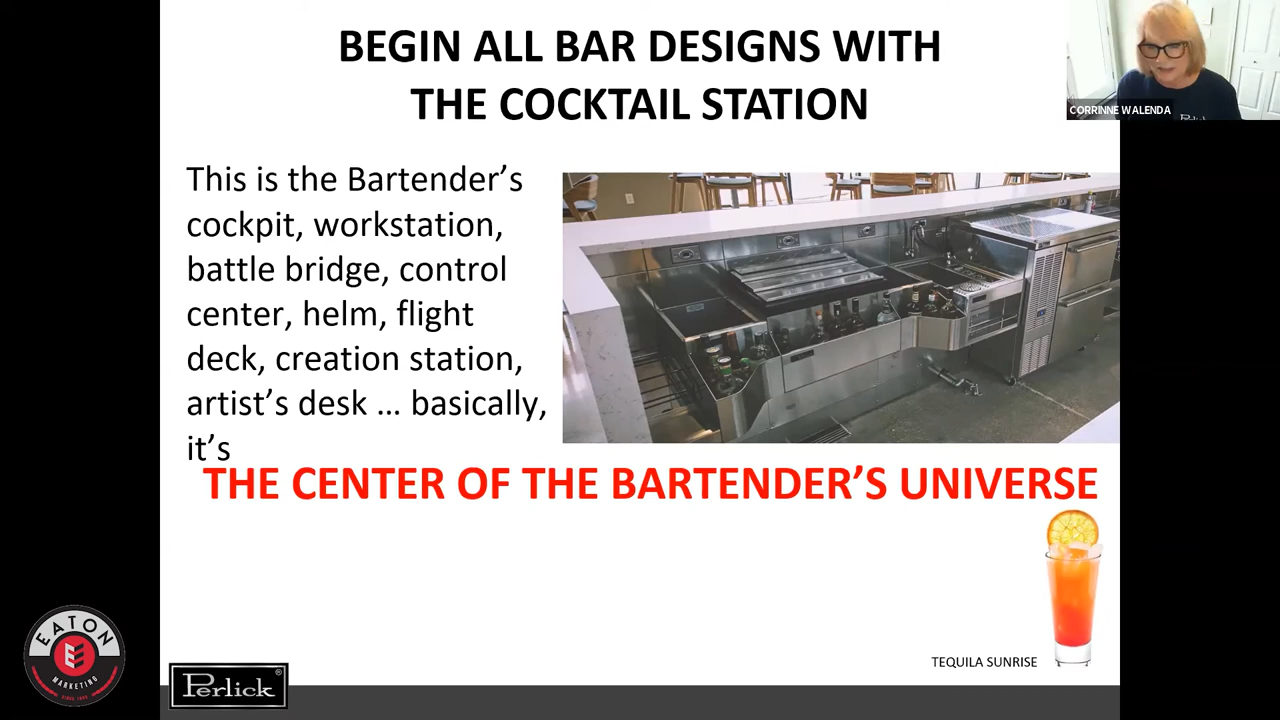 BEGIN ALL BAR DESIGNS WITH
THE COCKTAIL STATION
CORRINNE WALENDA
Perlick
This is the Bartender’s
cockpit, workstation,
battle bridge, control
center, helm, flight
deck, creation station,
artist’s desk … basically,
it’s
THE CENTER OF THE BARTENDER’S UNIVERSE
TEQUILA SUNRISE
EATON
MARKETING
Perlick®